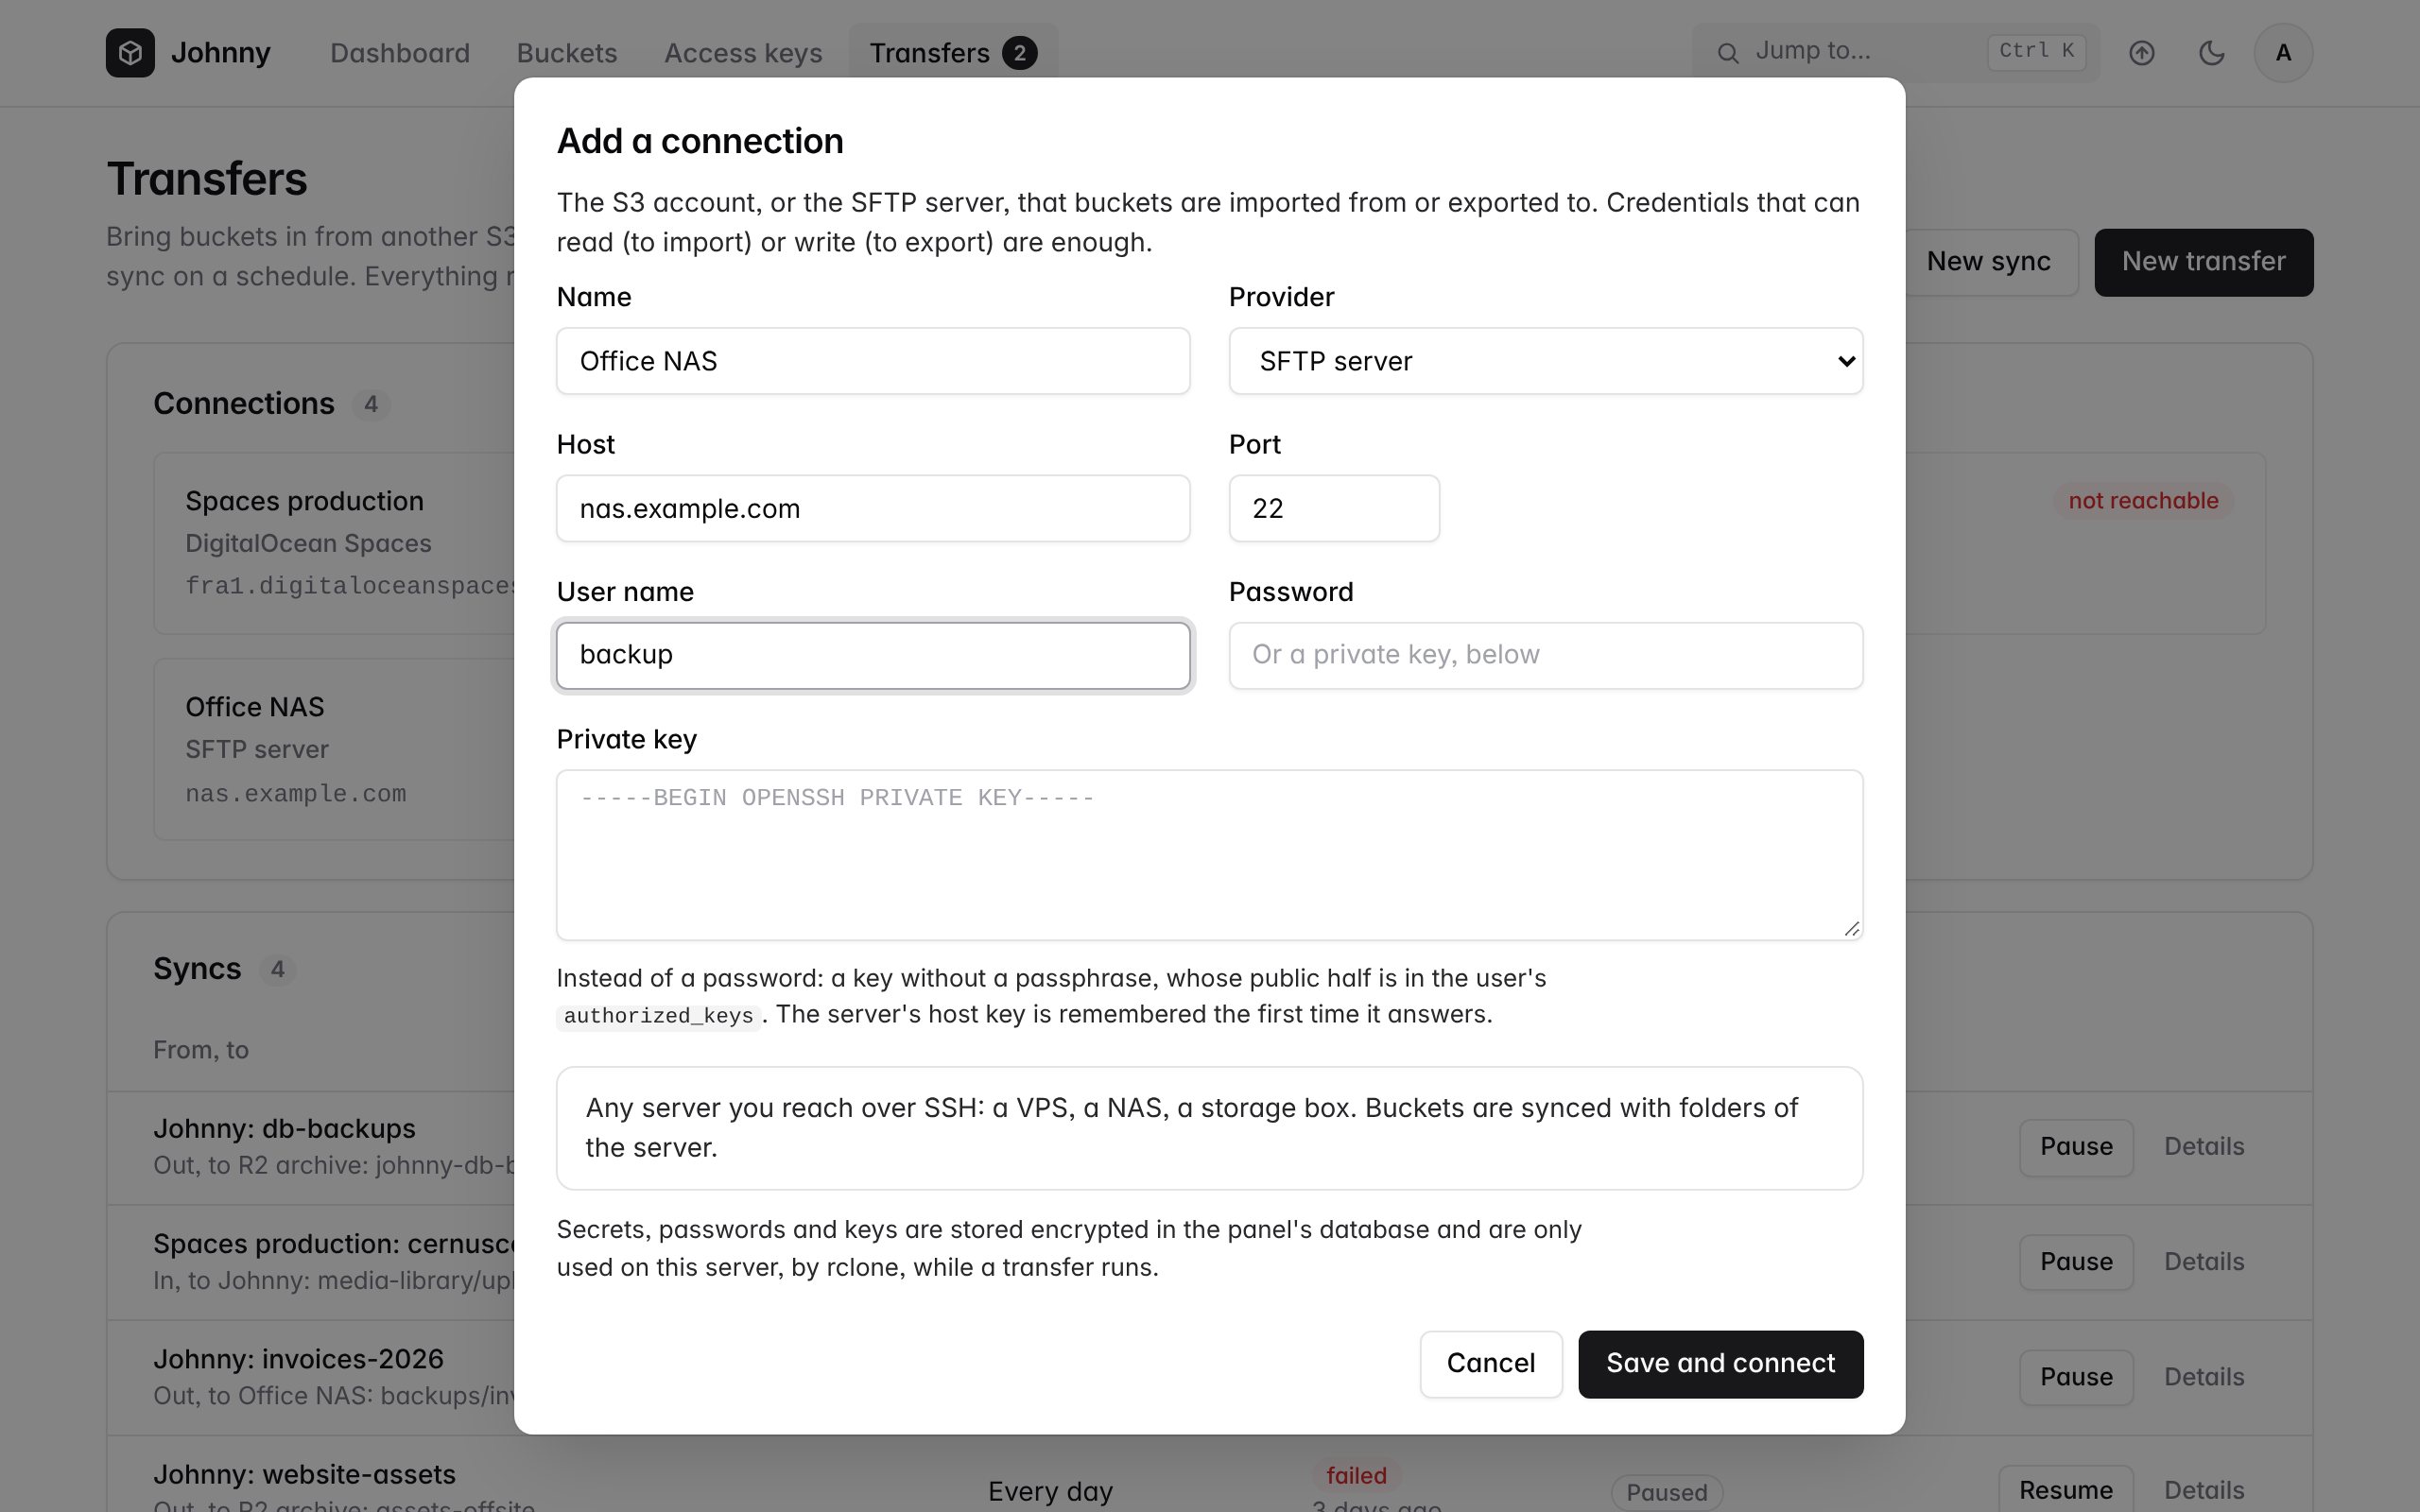 Johnny
Dashboard
Buckets
Access keys
Transfers 2
Jump to...
Ctrl K
A
Transfers
Bring buckets in from another S3
sync on a schedule. Everything
New sync
New transfer
Connections 4
Spaces production
DigitalOcean Spaces
fra1.digitaloceanspaces
not reachable
Office NAS
SFTP server
nas.example.com
Syncs 4
From, to
Johnny: db-backups
Out, to R2 archive: johnny-db-b
Pause
Details
Spaces production: cernusc
In, to Johnny: media-library/upl
Pause
Details
Johnny: invoices-2026
Out, to Office NAS: backups/inv
Pause
Details
Johnny: website-assets
Out, to R2 archive: assets-offsite
Every day
failed
3 days ago
Paused
Resume
Details
Add a connection
The S3 account, or the SFTP server, that buckets are imported from or exported to. Credentials that can
read (to import) or write (to export) are enough.
Name
Provider
Office NAS
SFTP server
Host
Port
nas.example.com
22
User name
Password
backup
Or a private key, below
Private key
-----BEGIN OPENSSH PRIVATE KEY-----
Instead of a password: a key without a passphrase, whose public half is in the user's
authorized_keys. The server's host key is remembered the first time it answers.
Any server you reach over SSH: a VPS, a NAS, a storage box. Buckets are synced with folders of
the server.
Secrets, passwords and keys are stored encrypted in the panel's database and are only
used on this server, by rclone, while a transfer runs.
Cancel
Save and connect